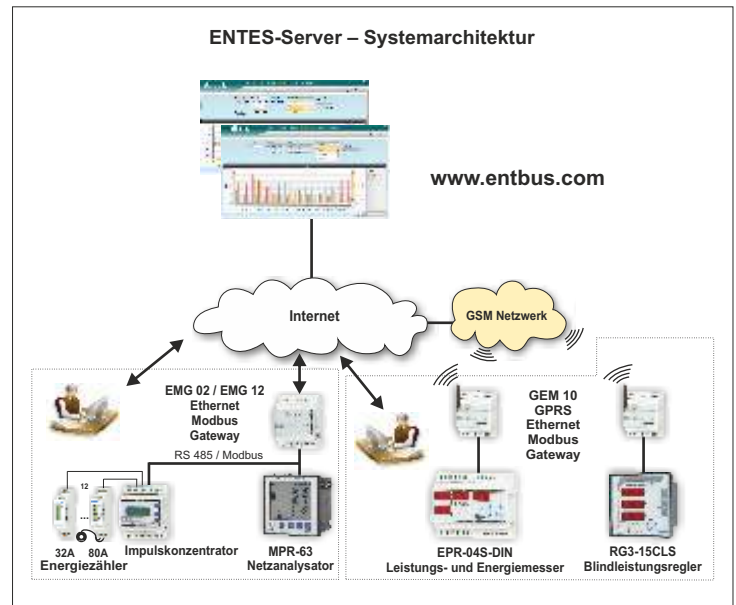 ENTES-Server – Systemarchitektur
www.entbus.com
Internet
GSM Netzwerk
EMG 02 / EMG 12
Ethernet
Modbus
Gateway
GEM 10
GPRS
Ethernet
Modbus
Gateway
RS 485 / Modbus
12
...
32A
80A
Energiezähler
Impulskonzentrator
MPR-63
Netzanalysator
EPR-04S-DIN
Leistungs- und Energiemesser
RG3-15CLS
Blindleistungsregler